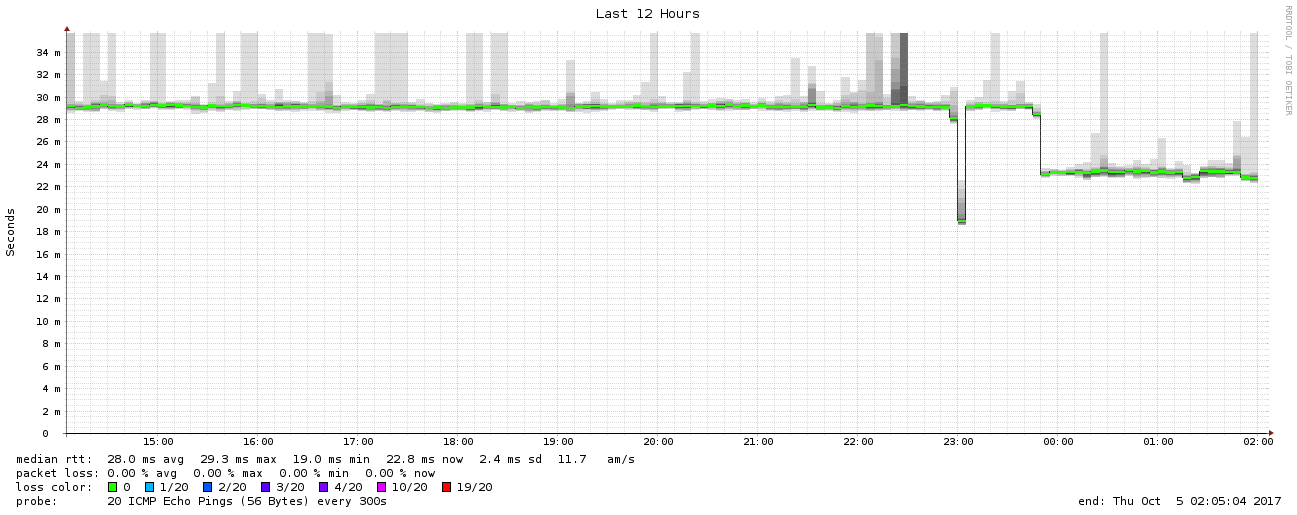 Last 12 Hours
RRDTOOL / TOBI OETIKER
Seconds
34 m
32 m
30 m
28 m
26 m
24 m
22 m
20 m
18 m
16 m
14 m
12 m
10 m
8 m
6 m
4 m
2 m
0
15:00 16:00 17:00 18:00 19:00 20:00 21:00 22:00 23:00 00:00 01:00 02:00
median rtt: 28.0 ms avg 29.3 ms max 19.0 ms min 22.8 ms now 2.4 ms sd 11.7 am/s
packet loss: 0.00 % avg 0.00 % max 0.00 % min 0.00 % now
loss color: 0 1/20 2/20 3/20 4/20 10/20 19/20
probe: 20 ICMP Echo Pings (56 Bytes) every 300s end: Thu Oct 5 02:05:04 2017